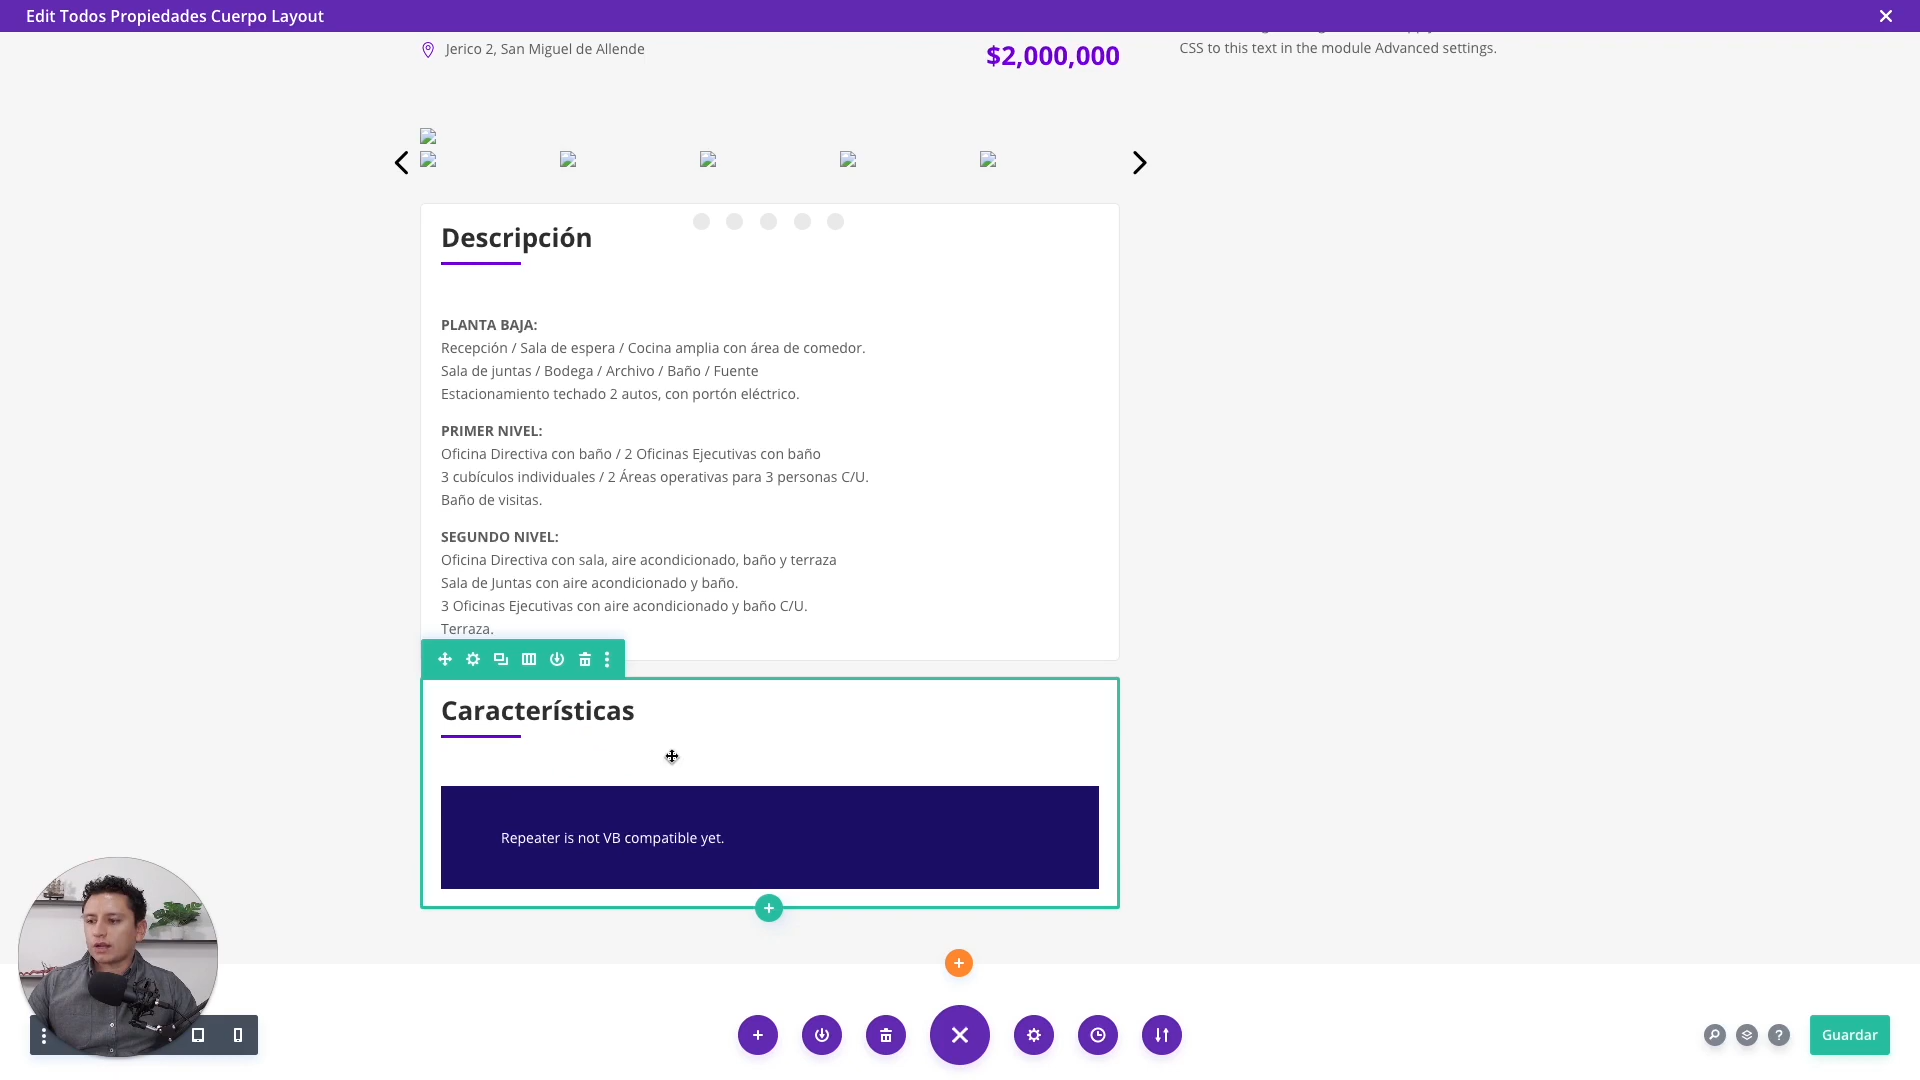 Edit Todos Propiedades Cuerpo Layout
Jerico 2, San Miguel de Allende
$2,000,000
CSS to this text in the module Advanced settings.
Descripción
PLANTA BAJA:
Recepción / Sala de espera / Cocina amplia con área de comedor.
Sala de juntas / Bodega / Archivo / Baño / Fuente
Estacionamiento techado 2 autos, con portón eléctrico.
PRIMER NIVEL:
Oficina Directiva con baño / 2 Oficinas Ejecutivas con baño
3 cubículos individuales / 2 Áreas operativas para 3 personas C/U.
Baño de visitas.
SEGUNDO NIVEL:
Oficina Directiva con sala, aire acondicionado, baño y terraza
Sala de Juntas con aire acondicionado y baño.
3 Oficinas Ejecutivas con aire acondicionado y baño C/U.
Terraza.
Características
Repeater is not VB compatible yet.
Guardar